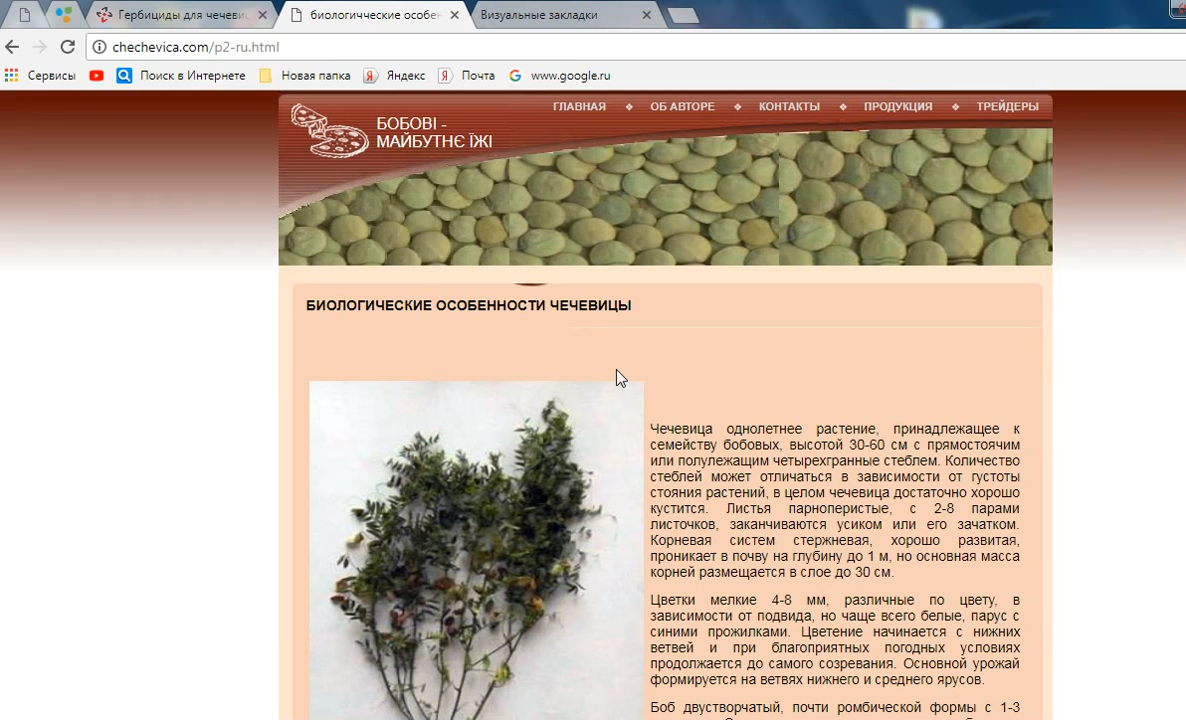 Гербициды для чечевиц
биологичческие особен
Визуальные закладки
chechevica.com/p2-ru.html
Сервисы
Поиск в Интернете
Новая папка
Яндекс
Почта
www.google.ru
ГЛАВНАЯ
ОБ АВТОРЕ
КОНТАКТЫ
ПРОДУКЦИЯ
ТРЕЙДЕРЫ
БОБОВІ -
МАЙБУТНЄ ЇЖІ
БИОЛОГИЧЕСКИЕ ОСОБЕННОСТИ ЧЕЧЕВИЦЫ
Чечевица однолетнее растение, принадлежащее к
семейству бобовых, высотой 30-60 см с прямостоячим
или полулежащим четырехгранные стеблем. Количество
стеблей может отличаться в зависимости от густоты
стояния растений, в целом чечевица достаточно хорошо
кустится. Листья парноперистые, с 2-8 парами
листочков, заканчиваются усиком или его зачатком.
Корневая систем стержневая, хорошо развитая,
проникает в почву на глубину до 1 м, но основная масса
корней размещается в слое до 30 см.
Цветки мелкие 4-8 мм, различные по цвету, в
зависимости от подвида, но чаще всего белые, парус с
синими прожилками. Цветение начинается с нижних
ветвей и при благоприятных погодных условиях
продолжается до самого созревания. Основной урожай
формируется на ветвях нижнего и среднего ярусов.
Боб двустворчатый, почти ромбической формы с 1-3